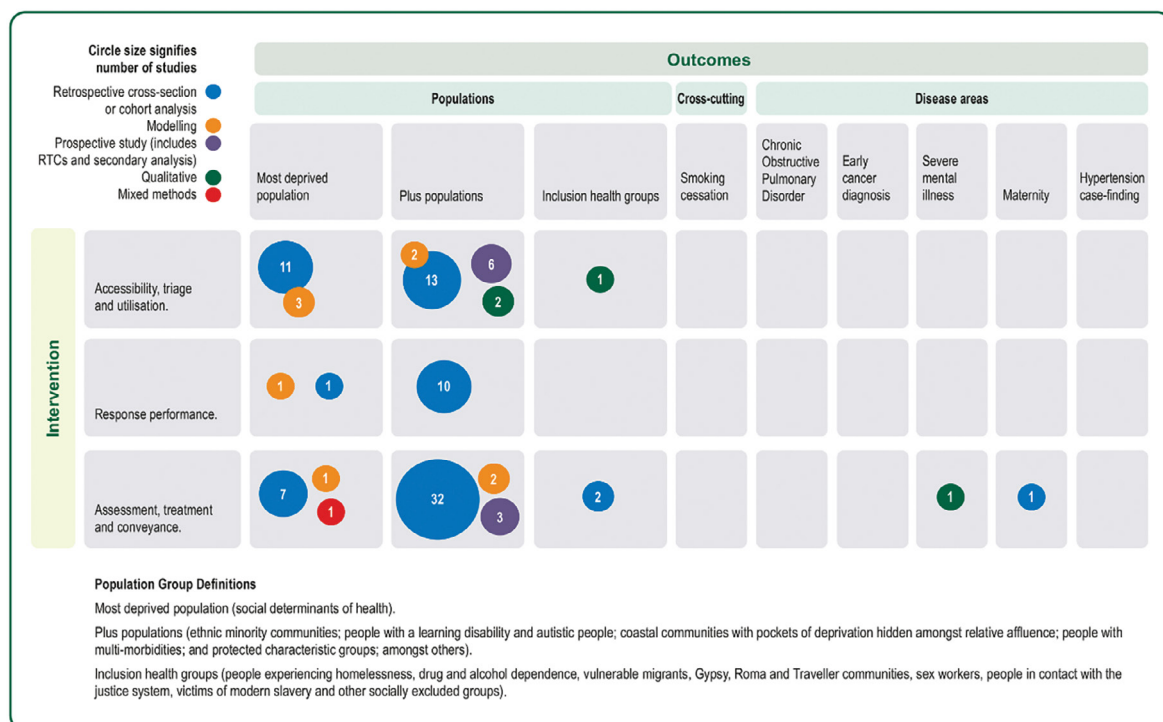 Circle size signifies
number of studies
Retrospective cross-section
or cohort analysis
Modelling
Prospective study (includes
RTCs and secondary analysis)
Qualitative
Mixed methods
Outcomes
Populations
Cross-cutting
Disease areas
Most deprived
population
Plus populations
Inclusion health groups
Smoking
cessation
Chronic
Obstructive
Pulmonary
Disorder
Early
cancer
diagnosis
Severe
mental
illness
Maternity
Hypertension
case-finding
Intervention
Accessibility, triage
and utilisation.
11
3
2
13
6
2
1
Response performance.
1
1
10
Assessment, treatment
and conveyance.
7
1
1
32
2
3
2
1
1
Population Group Definitions
Most deprived population (social determinants of health).
Plus populations (ethnic minority communities; people with a learning disability and autistic people; coastal communities with pockets of deprivation hidden amongst relative affluence; people with
multi-morbidities; and protected characteristic groups; amongst others).
Inclusion health groups (people experiencing homelessness, drug and alcohol dependence, vulnerable migrants, Gypsy, Roma and Traveller communities, sex workers, people in contact with the
justice system, victims of modern slavery and other socially excluded groups).